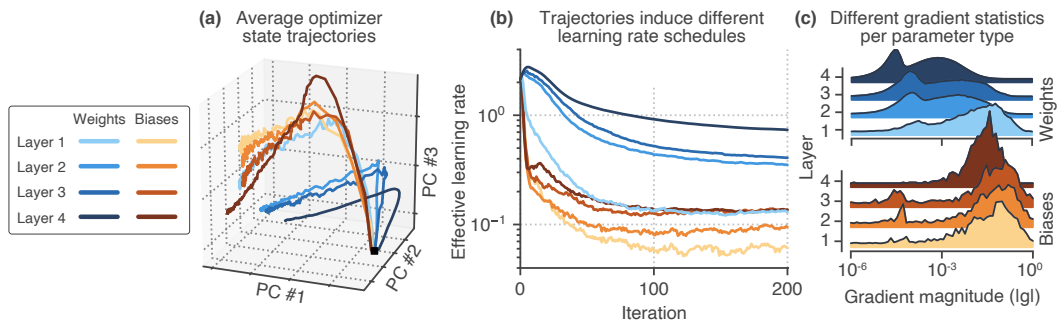 (a) Average optimizer
state trajectories
Weights Biases
Layer 1
Layer 2
Layer 3
Layer 4
PC #1
PC #2
PC #3
(b) Trajectories induce different
learning rate schedules
Effective learning rate
10^0
10^-1
0 100 200
Iteration
(c) Different gradient statistics
per parameter type
Layer
4
3
2
1
Weights
4
3
2
1
Biases
10^-6 10^-3 10^0
Gradient magnitude (|g|)